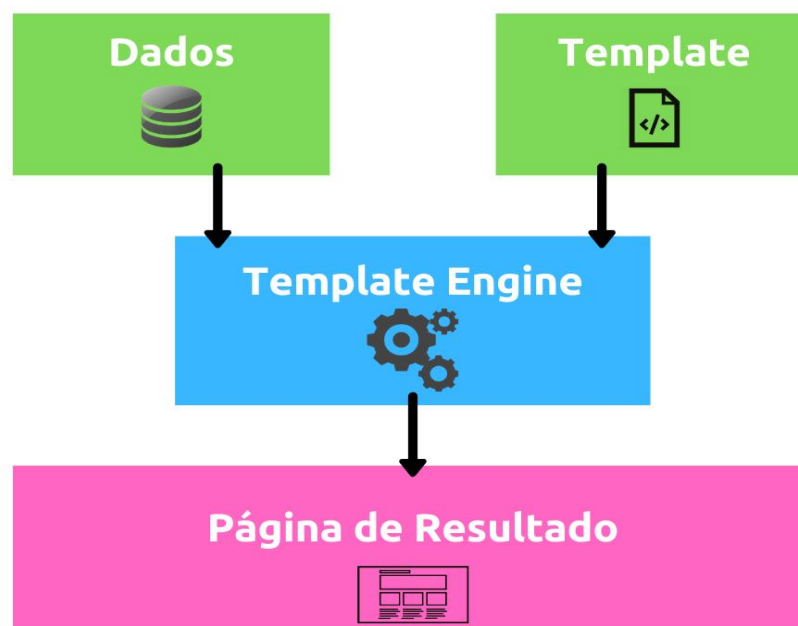 Dados
Template
</>
Template Engine
Página de Resultado